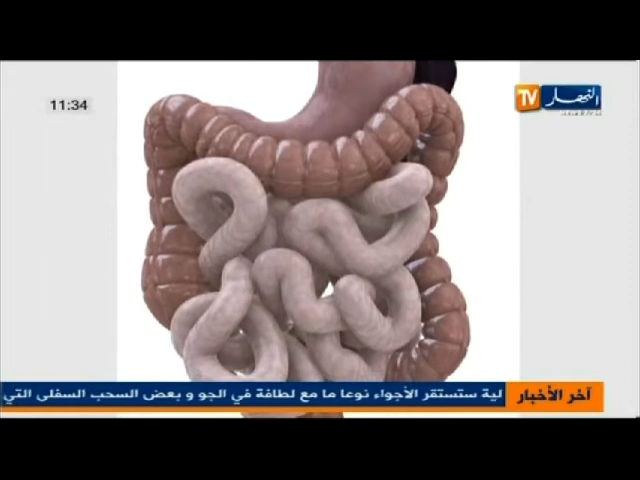 11:34
النهار TV
آخر الأخبار
لية ستستقر الأجواء نوعا ما مع لطافة في الجو و بعض السحب السفلى التي